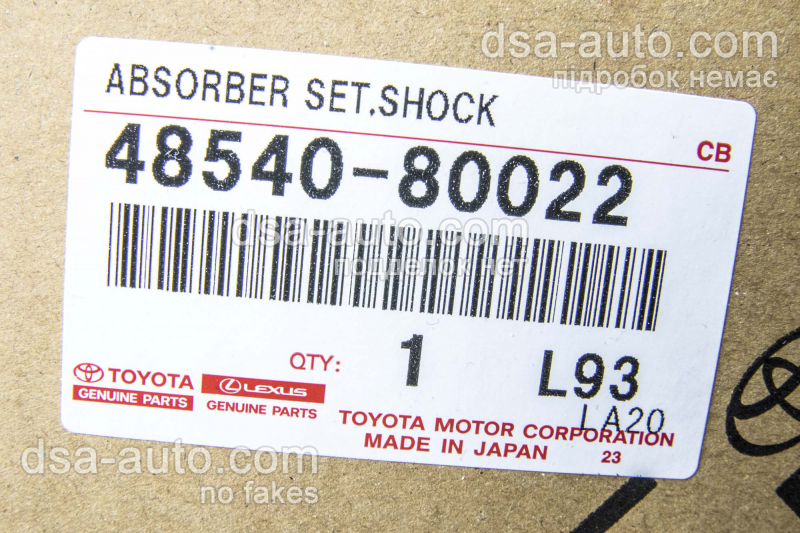 dsa-auto.com
підробок немає
ABSORBER SET,SHOCK
CB
48540-80022
dsa-auto.com
подделок нет
QTY: 1 L93
LA20
TOYOTA
GENUINE PARTS
LEXUS
GENUINE PARTS
TOYOTA MOTOR CORPORATION
MADE IN JAPAN 23
dsa-auto.com
no fakes